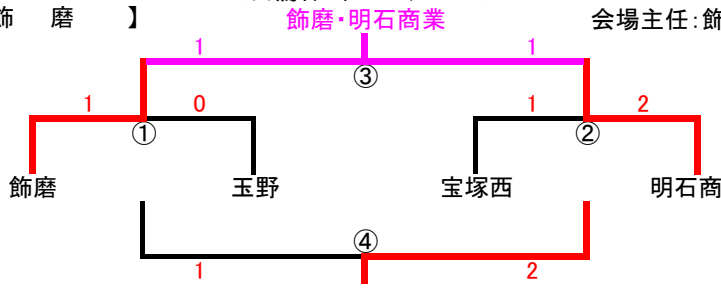 飾 磨 】 飾磨・明石商業 会場主任:飾
1 1
③
1 0 1 2
① ②
飾磨 玉野 宝塚西 明石商
④
1 2